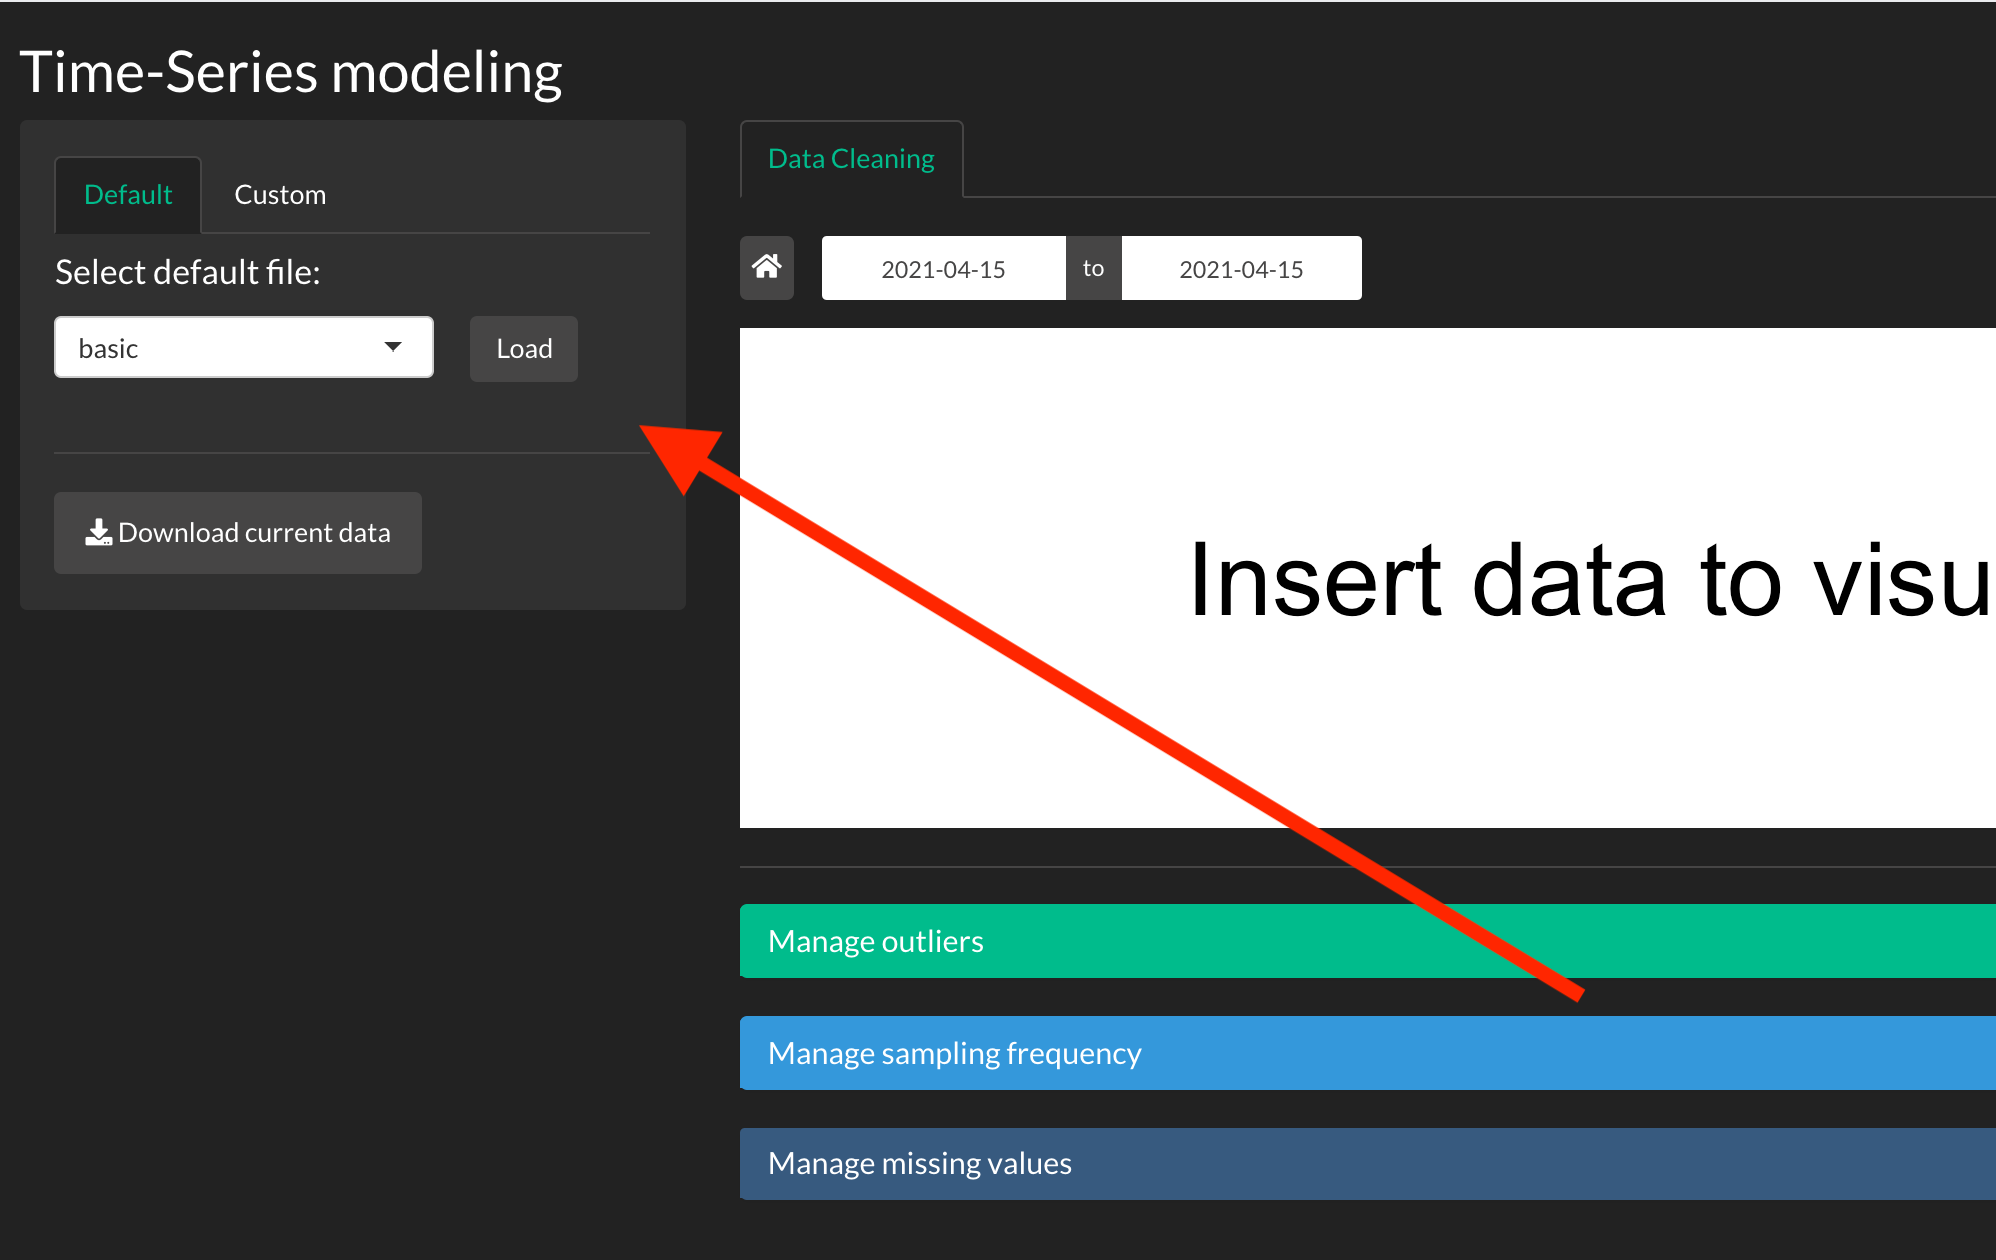 Time-Series modeling
Default
Custom
Select default file:
basic
Load
Download current data
Data Cleaning
2021-04-15 to 2021-04-15
Insert data to visu
Manage outliers
Manage sampling frequency
Manage missing values